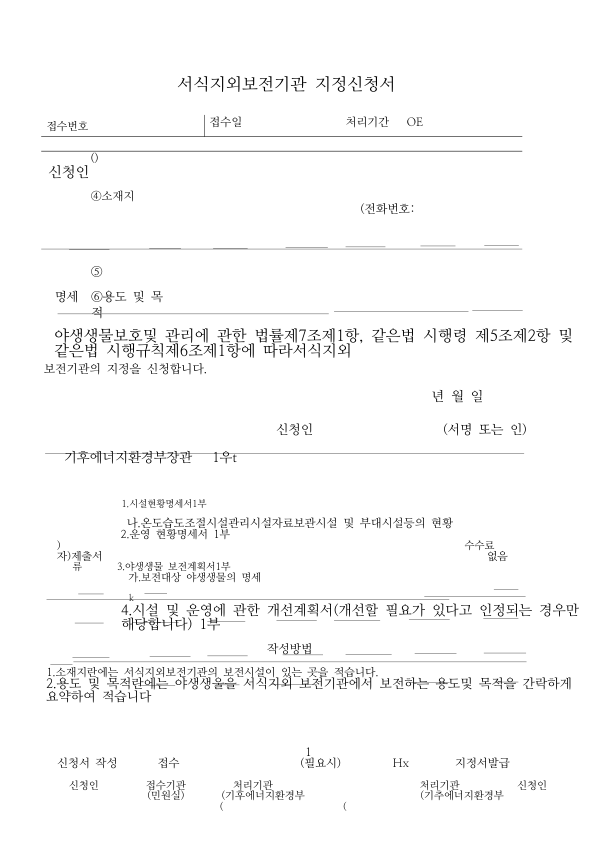 서식지외보전기관 지정신청서
접수번호 접수일 처리기간 OE
()
신청인
④소재지
(전화번호:
⑤
명세 ⑥용도 및 목
적
야생생물보호및 관리에 관한 법률제7조제1항, 같은법 시행령 제5조제2항 및
같은법 시행규칙제6조제1항에 따라서식지외
보전기관의 지정을 신청합니다.
년 월 일
신청인 (서명 또는 인)
기후에너지환경부장관 1우t
1.시설현황명세서1부
나.온도습도조절시설관리시설자료보관시설 및 부대시설등의 현황
2.운영 현황명세서 1부
) 수수료
자)제출서 없음
류 3.야생생물 보전계획서1부
가.보전대상 야생생물의 명세
k
4.시설 및 운영에 관한 개선계획서(개선할 필요가 있다고 인정되는 경우만
해당합니다) 1부
작성방법
1.소재지란에는 서식지외보전기관의 보전시설이 있는 곳을 적습니다.
2.용도 및 목적란에는 야생생울을 서식지외 보전기관에서 보전하는 용도및 목적을 간략하게
요약하여 적습니다
1
신청서 작성 접수 (필요시) Hx 지정서발급
신청인 접수기관 처리기관 처리기관 신청인
(민원실) (기후에너지환경부 (기추에너지환경부
( (